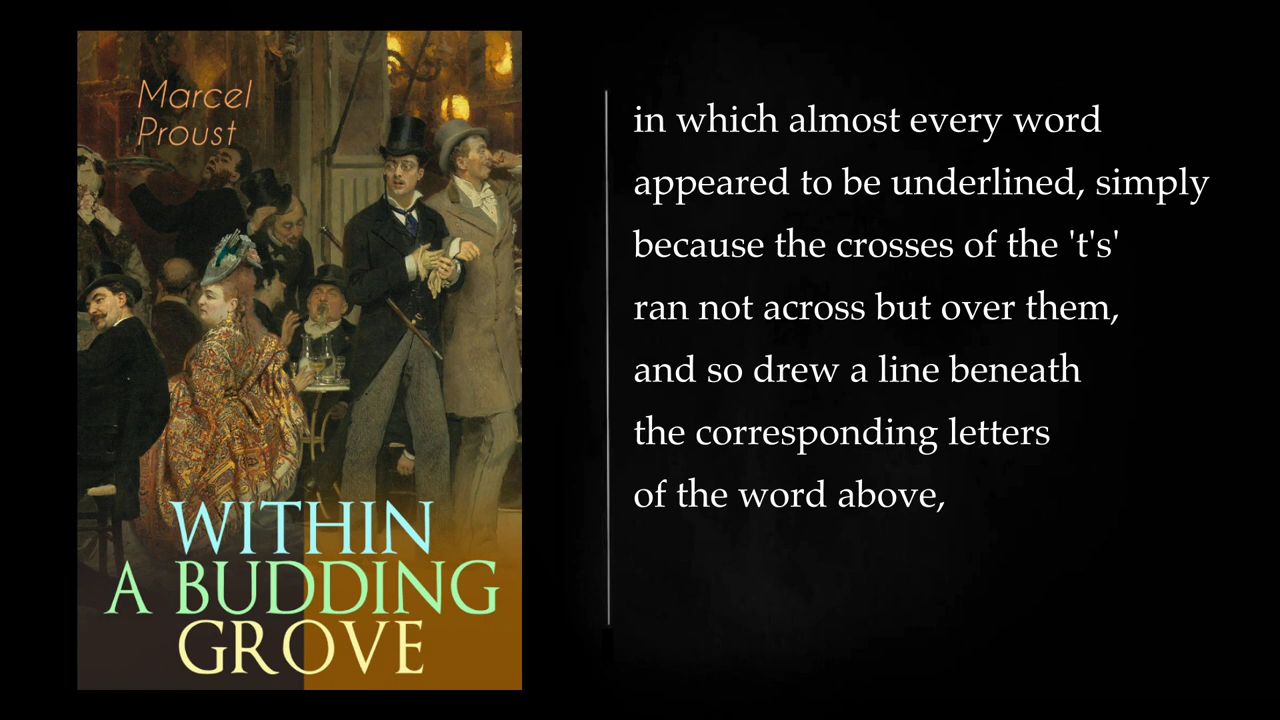 Marcel
Proust
WITHIN
A BUDDING
GROVE
in which almost every word
appeared to be underlined, simply
because the crosses of the 't's'
ran not across but over them,
and so drew a line beneath
the corresponding letters
of the word above,